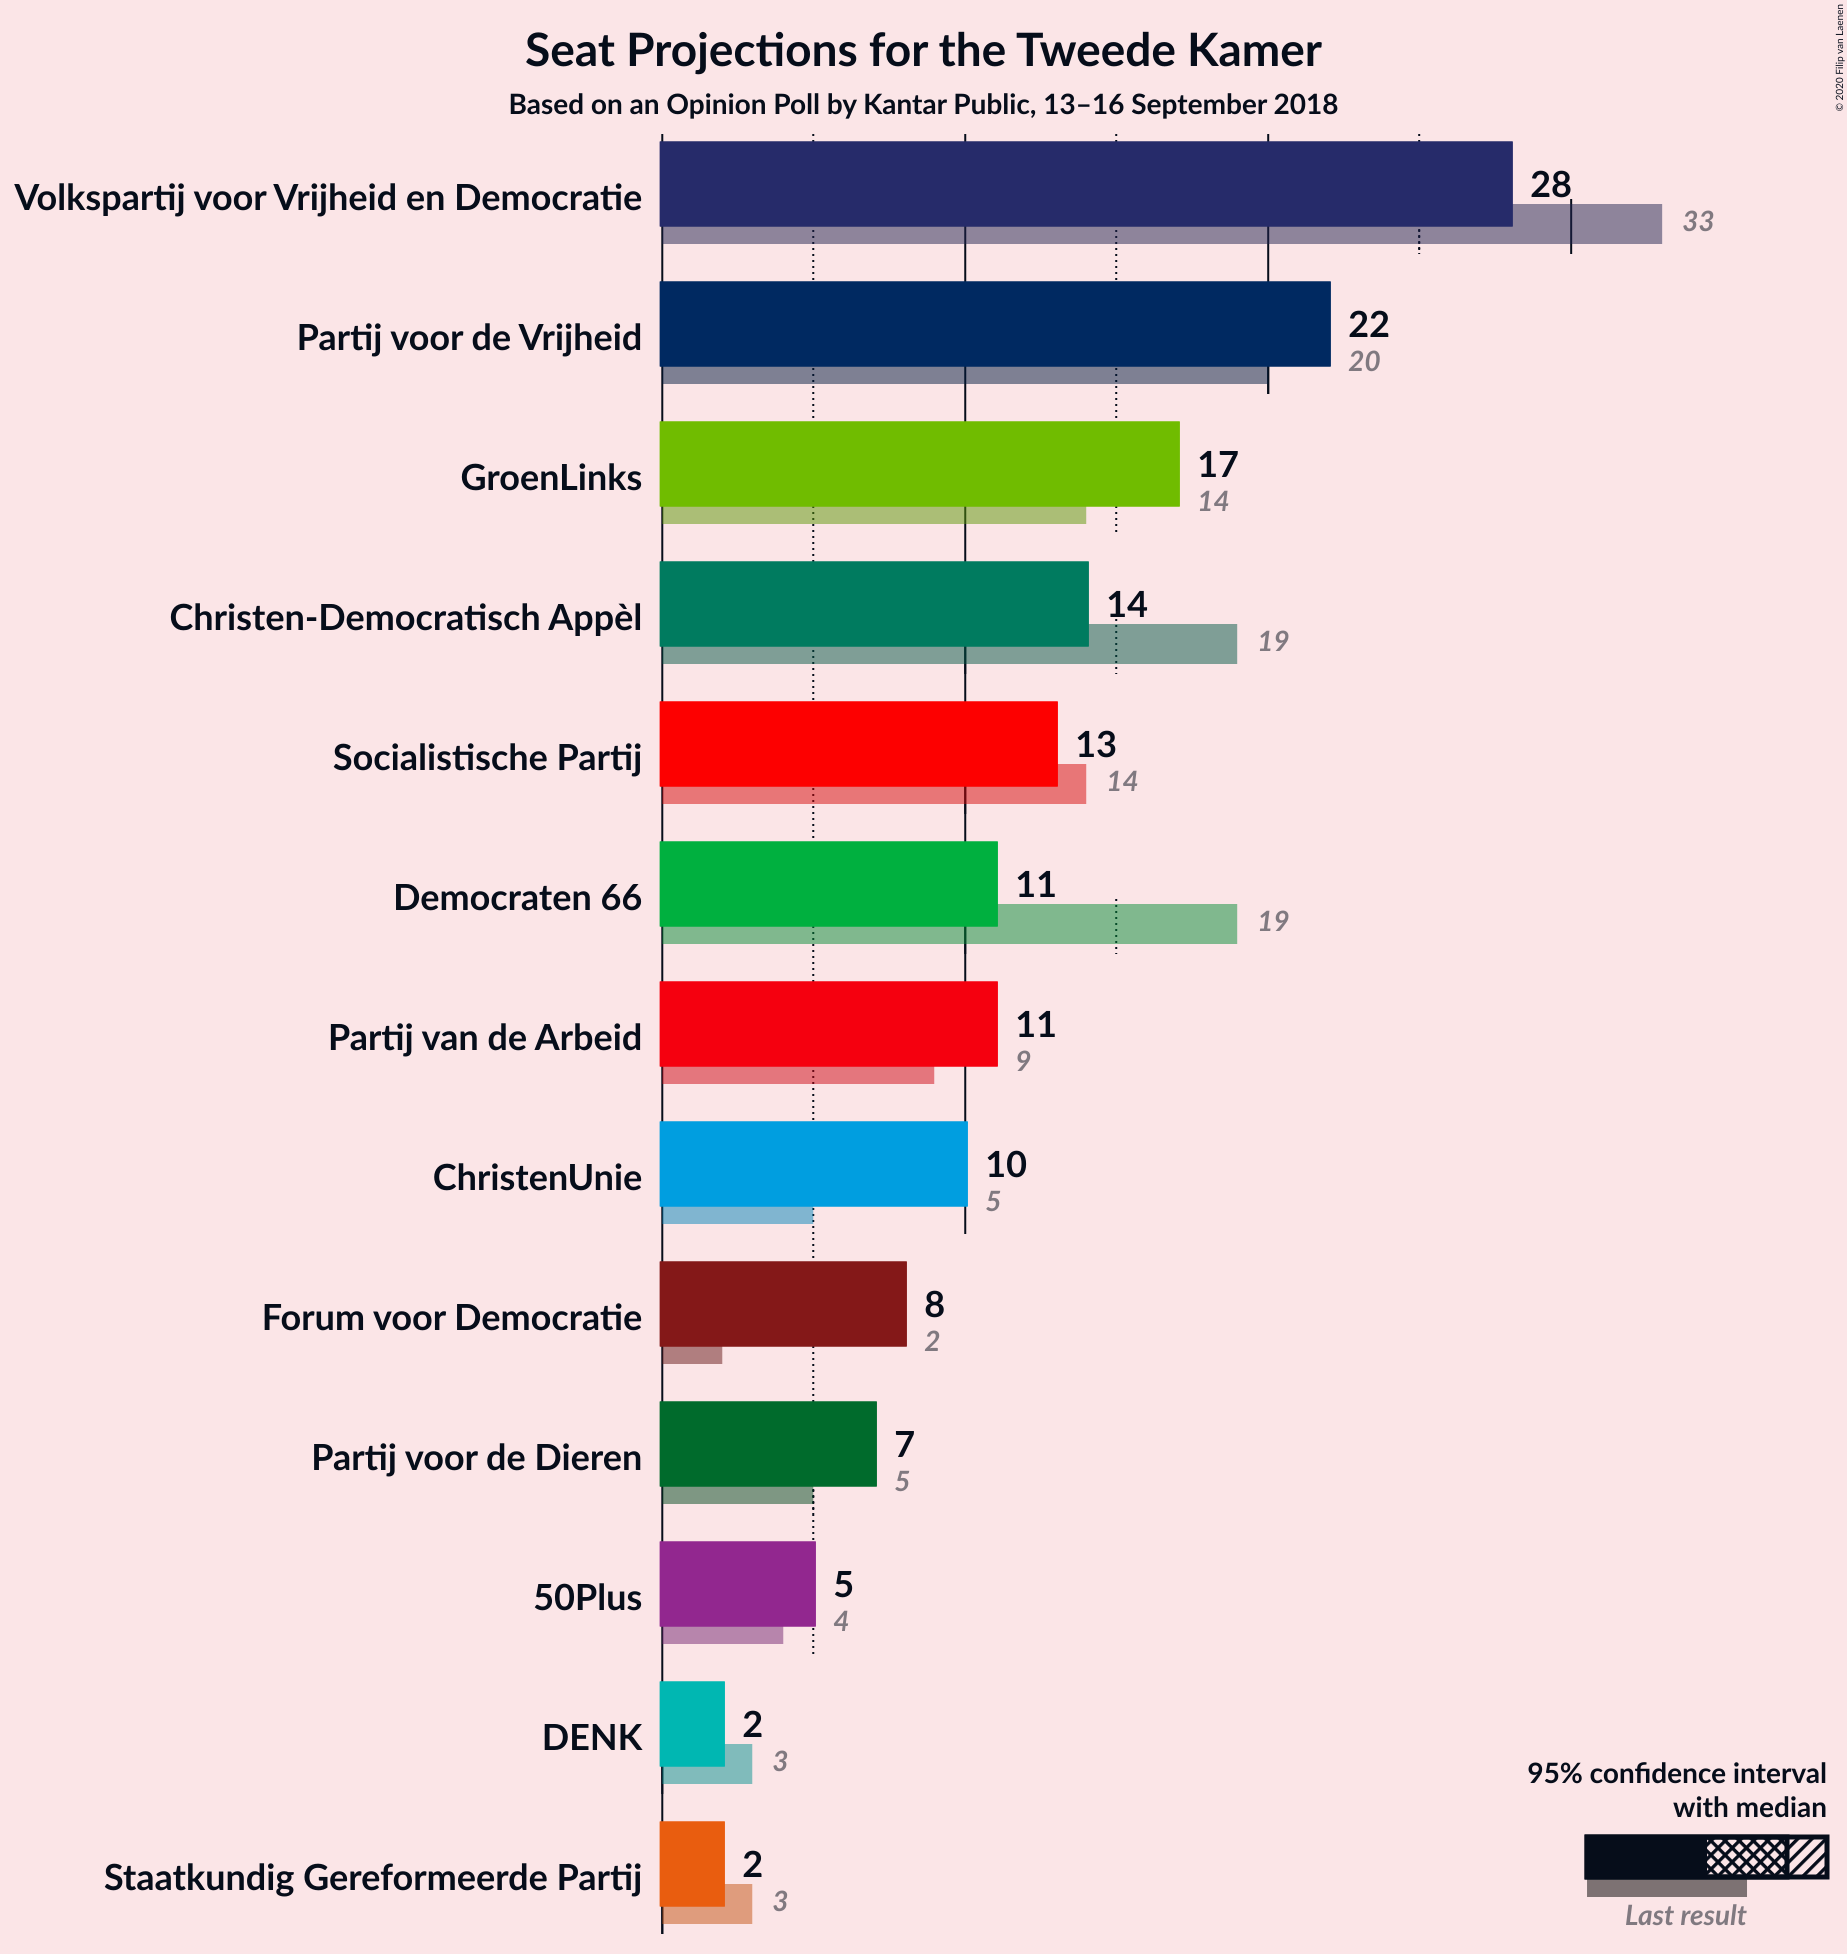 Seat Projections for the Tweede Kamer
Based on an Opinion Poll by Kantar Public, 13–16 September 2018
© 2020 Filip van Laenen
Volkspartij voor Vrijheid en Democratie
28
33
Partij voor de Vrijheid
22
20
GroenLinks
17
14
Christen-Democratisch Appèl
14
19
Socialistische Partij
13
14
Democraten 66
11
19
Partij van de Arbeid
11
9
ChristenUnie
10
5
Forum voor Democratie
8
2
Partij voor de Dieren
7
5
50Plus
5
4
DENK
2
3
Staatkundig Gereformeerde Partij
2
3
95% confidence interval
with median
Last result